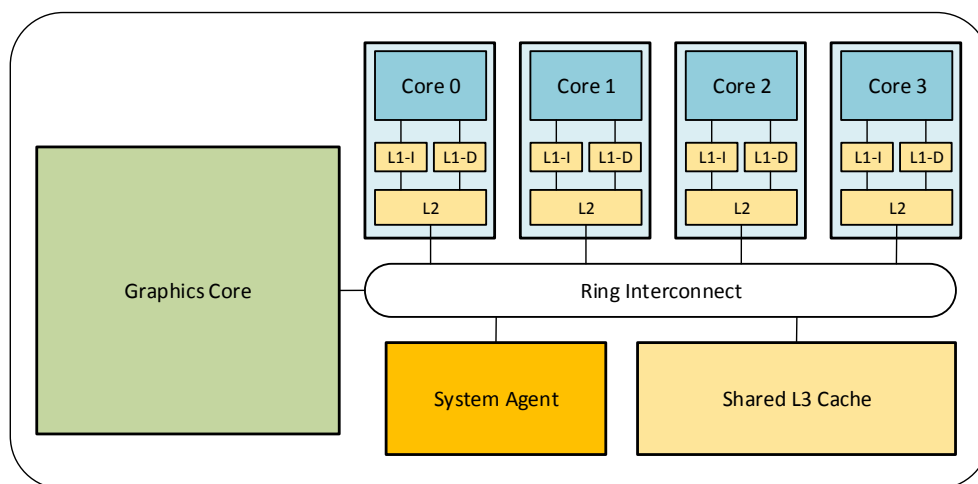 Core 0
Core 1
Core 2
Core 3
L1-I
L1-D
L1-I
L1-D
L1-I
L1-D
L1-I
L1-D
L2
L2
L2
L2
Graphics Core
Ring Interconnect
System Agent
Shared L3 Cache